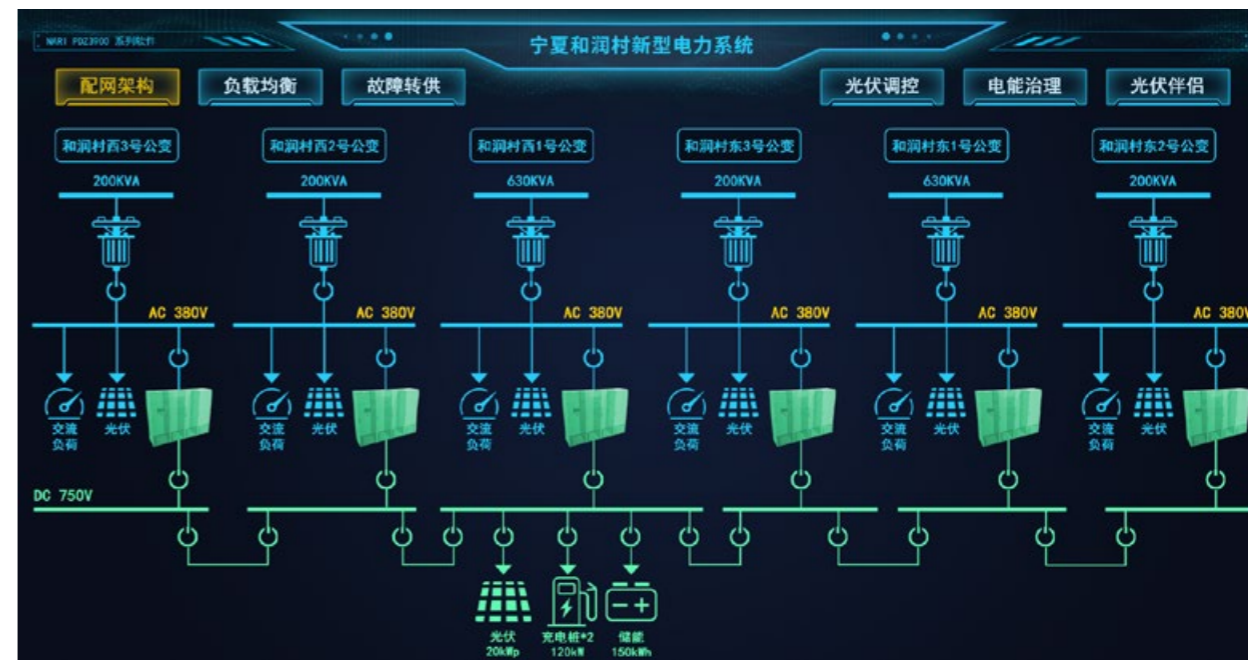 NARI PDZ3900 系列软件
宁夏和润村新型电力系统
配网架构 负载均衡 故障转供 光伏调控 电能治理 光伏伴侣
和润村西3号公变 和润村西2号公变 和润村西1号公变 和润村东3号公变 和润村东1号公变 和润村东2号公变
200KVA 200KVA 630KVA 200KVA 630KVA 200KVA
AC 380V AC 380V AC 380V AC 380V AC 380V AC 380V
交流 光伏 交流 光伏 交流 光伏 交流 光伏 交流 光伏 交流 光伏
负荷 负荷 负荷 负荷 负荷 负荷
DC 750V
光伏 充电桩*2 储能
20kWp 120kW 150kWh